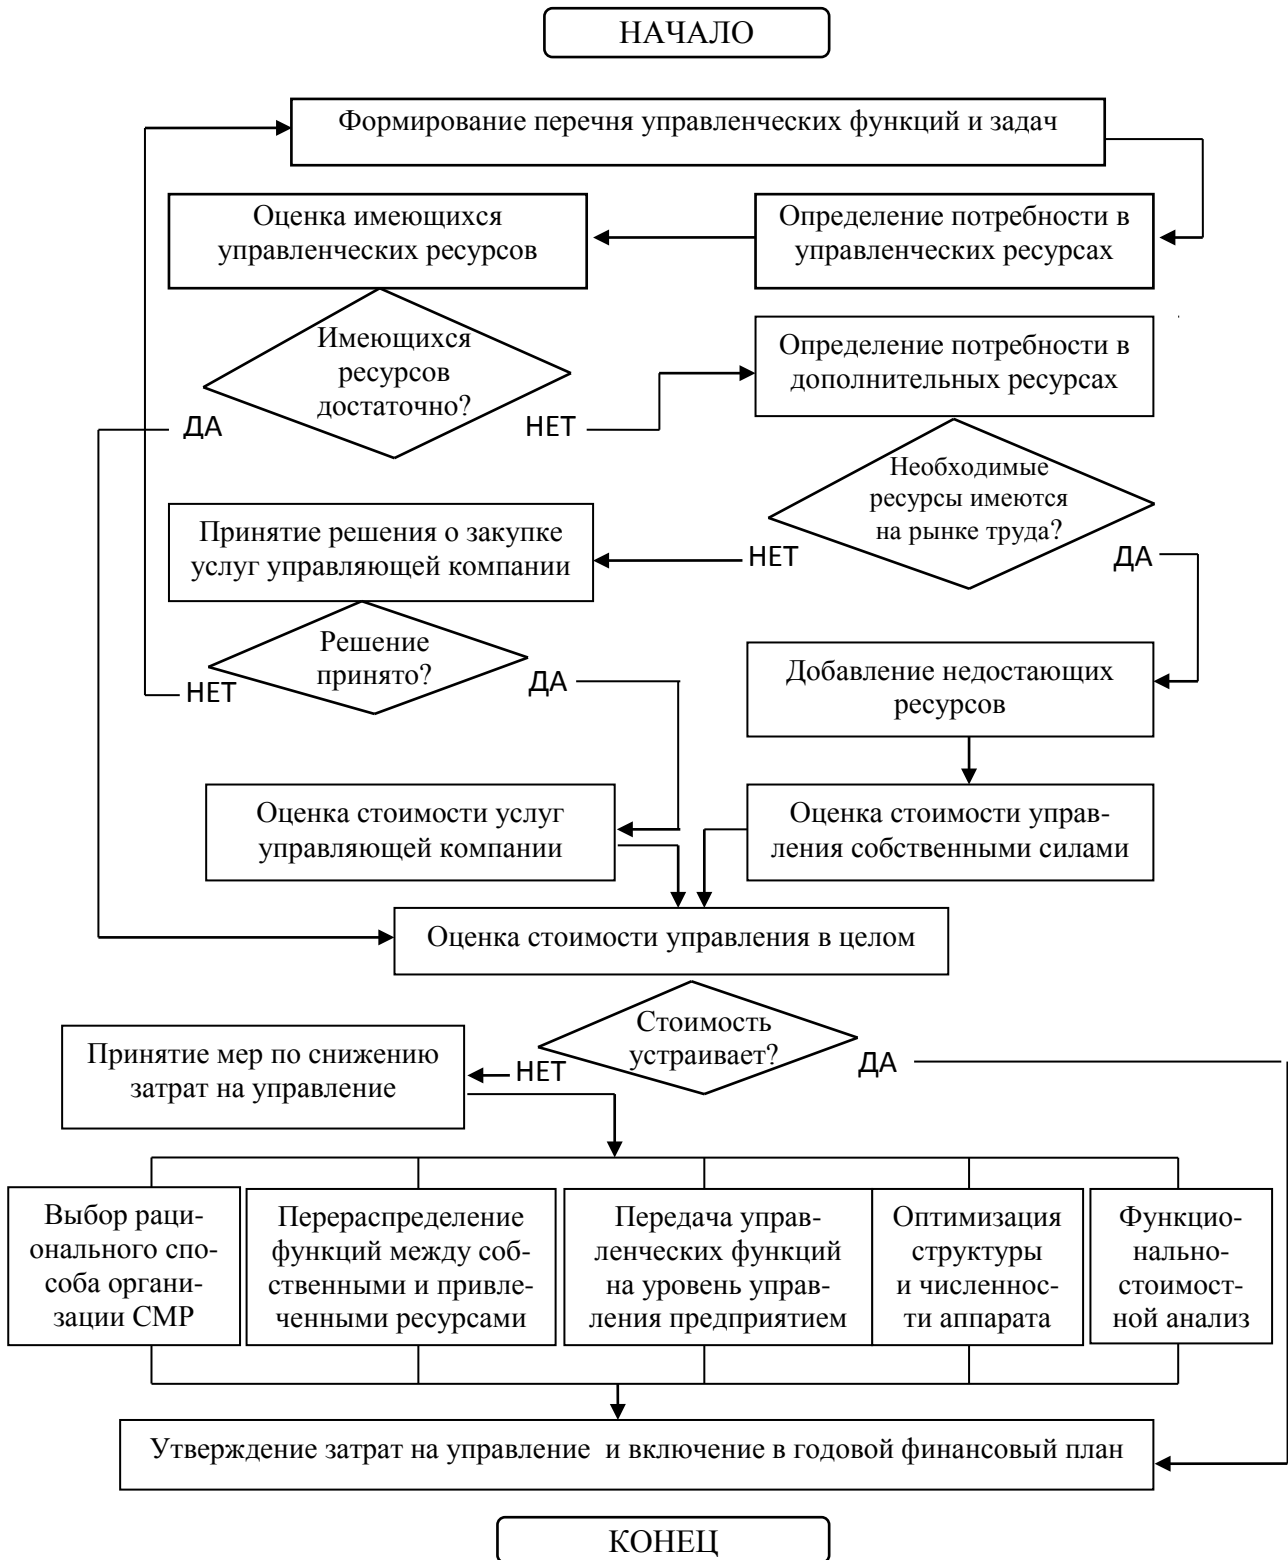 НАЧАЛО
Формирование перечня управленческих функций и задач
Оценка имеющихся
управленческих ресурсов
Определение потребности в
управленческих ресурсах
Имеющихся
ресурсов
достаточно?
Определение потребности в
дополнительных ресурсах
ДА
НЕТ
Необходимые
ресурсы имеются
на рынке труда?
Принятие решения о закупке
услуг управляющей компании
НЕТ
ДА
Решение
принято?
НЕТ
ДА
Добавление недостающих
ресурсов
Оценка стоимости услуг
управляющей компании
Оценка стоимости управ-
ления собственными силами
Оценка стоимости управления в целом
Стоимость
устраивает?
Принятие мер по снижению
затрат на управление
НЕТ
ДА
Выбор раци-
онального спо-
соба органи-
зации СМР
Перераспределение
функций между соб-
ственными и привле-
ченными ресурсами
Передача управ-
ленческих функций
на уровень управ-
ления предприятием
Оптимизация
структуры
и численнос-
ти аппарата
Функцио-
нально-
стоимост-
ной анализ
Утверждение затрат на управление  и включение в годовой финансовый план
КОНЕЦ